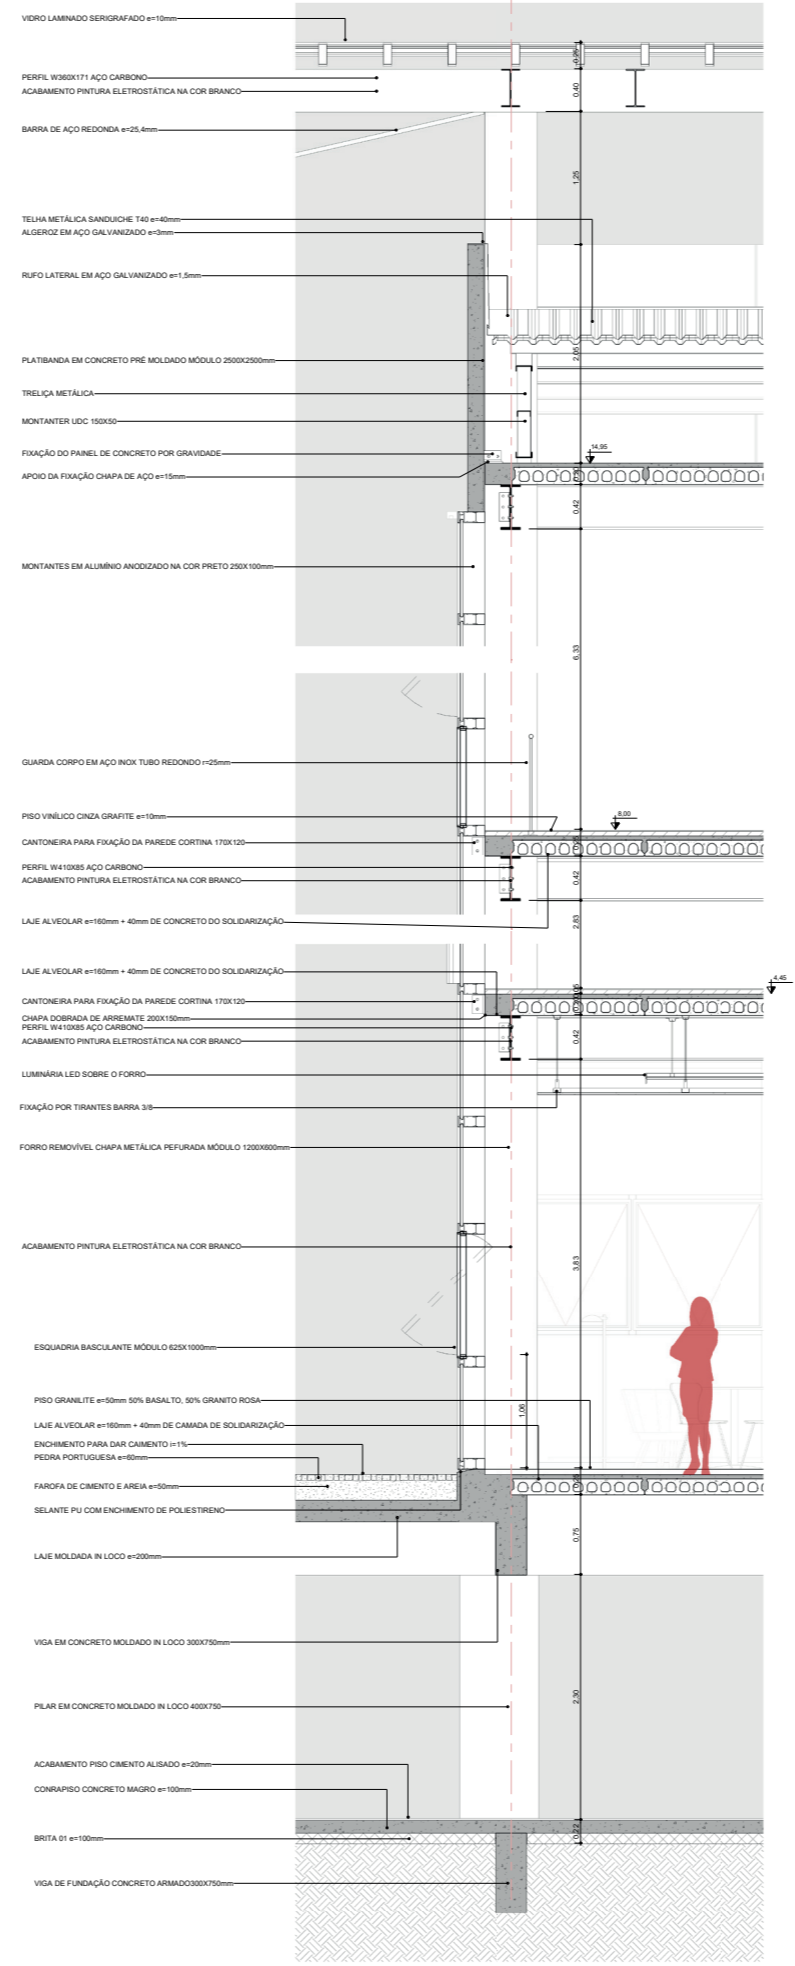 VIDRO LAMINADO SERIGRAFADO e=10mm
PERFIL W360X171 AÇO CARBONO
ACABAMENTO PINTURA ELETROSTÁTICA NA COR BRANCO
0,40
BARRA DE AÇO REDONDA e=25,4mm
1,25
TELHA METÁLICA SANDUICHE T40 e=40mm
ALGEROZ EM AÇO GALVANIZADO e=3mm
RUFO LATERAL EM AÇO GALVANIZADO e=1,5mm
2,05
PLATIBANDA EM CONCRETO PRÉ MOLDADO MÓDULO 2500X2500mm
TRELIÇA METÁLICA
MONTANTER UDC 150X50
14,95
FIXAÇÃO DO PAINEL DE CONCRETO POR GRAVIDADE
APOIO DA FIXAÇÃO CHAPA DE AÇO e=15mm
0,42
MONTANTES EM ALUMÍNIO ANODIZADO NA COR PRETO 250X100mm
6,33
GUARDA CORPO EM AÇO INOX TUBO REDONDO r=25mm
PISO VINÍLICO CINZA GRAFITE e=10mm
8,00
CANTONEIRA PARA FIXAÇÃO DA PAREDE CORTINA 170X120
PERFIL W410X85 AÇO CARBONO
ACABAMENTO PINTURA ELETROSTÁTICA NA COR BRANCO
0,42
LAJE ALVEOLAR e=160mm + 40mm DE CONCRETO DO SOLIDARIZAÇÃO
2,83
LAJE ALVEOLAR e=160mm + 40mm DE CONCRETO DO SOLIDARIZAÇÃO
4,45
CANTONEIRA PARA FIXAÇÃO DA PAREDE CORTINA 170X120
CHAPA DOBRADA DE ARREMATE 200X150mm
PERFIL W410X85 AÇO CARBONO
ACABAMENTO PINTURA ELETROSTÁTICA NA COR BRANCO
0,42
LUMINÁRIA LED SOBRE O FORRO
FIXAÇÃO POR TIRANTES BARRA 3/8
FORRO REMOVÍVEL CHAPA METÁLICA PEFURADA MÓDULO 1200X600mm
ACABAMENTO PINTURA ELETROSTÁTICA NA COR BRANCO
3,83
ESQUADRIA BASCULANTE MÓDULO 625X1000mm
PISO GRANILITE e=50mm 50% BASALTO, 50% GRANITO ROSA
1,06
LAJE ALVEOLAR e=160mm + 40mm DE CAMADA DE SOLIDARIZAÇÃO
ENCHIMENTO PARA DAR CAIMENTO i=1%
PEDRA PORTUGUESA e=60mm
FAROFA DE CIMENTO E AREIA e=50mm
SELANTE PU COM ENCHIMENTO DE POLIESTIRENO
0,75
LAJE MOLDADA IN LOCO e=200mm
VIGA EM CONCRETO MOLDADO IN LOCO 300X750mm
2,30
PILAR EM CONCRETO MOLDADO IN LOCO 400X750
ACABAMENTO PISO CIMENTO ALISADO e=20mm
CONRAPISO CONCRETO MAGRO e=100mm
0,22
BRITA 01 e=100mm
VIGA DE FUNDAÇÃO CONCRETO ARMADO300X750mm